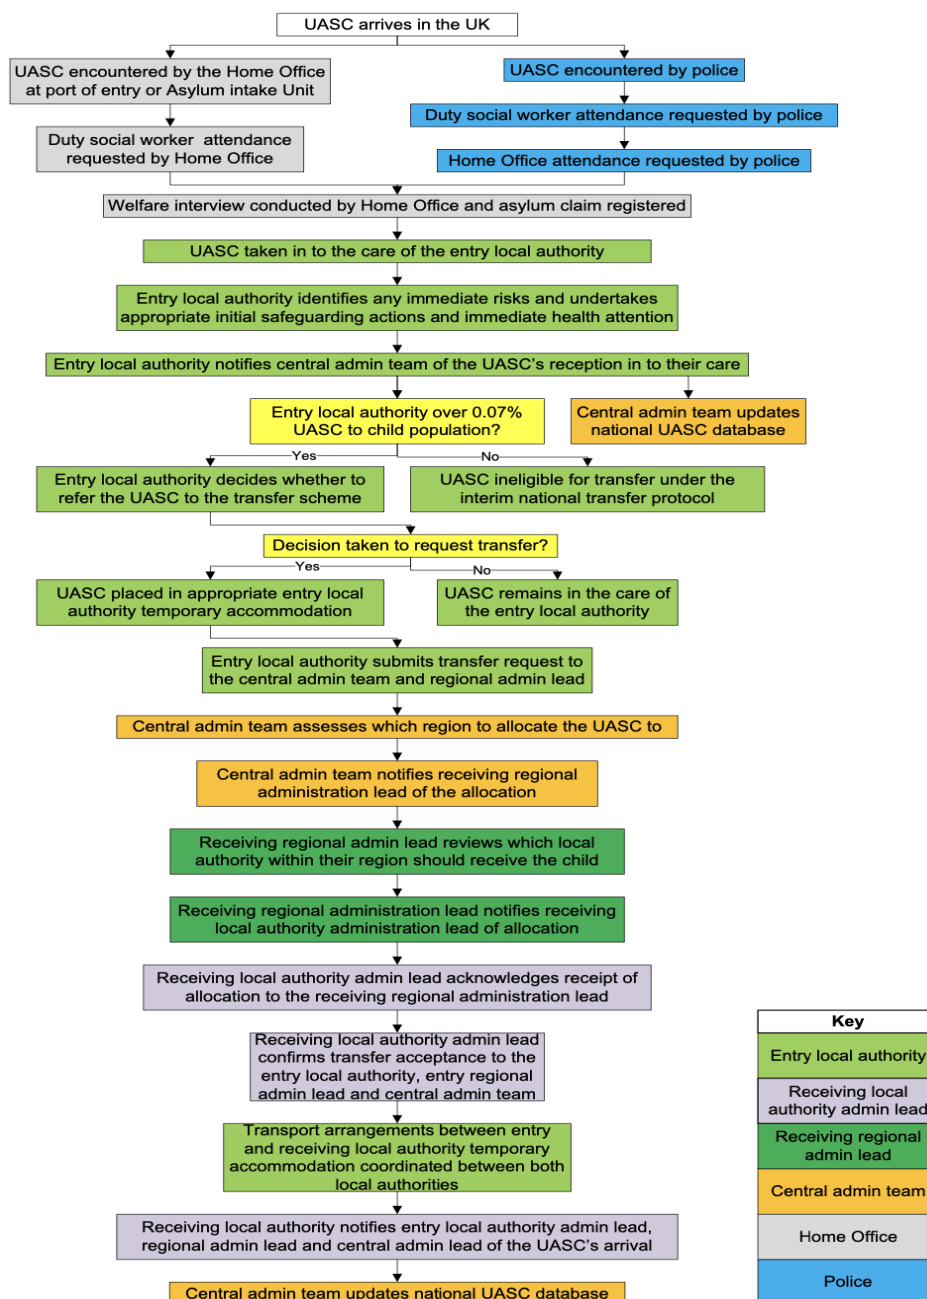 UASC arrives in the UK
UASC encountered by the Home Office
at port of entry or Asylum intake Unit
UASC encountered by police
Duty social worker attendance requested by police
Duty social worker  attendance
requested by Home Office
Home Office attendance requested by police
Welfare interview conducted by Home Office and asylum claim registered
UASC taken in to the care of the entry local authority
Entry local authority identifies any immediate risks and undertakes
appropriate initial safeguarding actions and immediate health attention
Entry local authority notifies central admin team of the UASC's reception in to their care
Entry local authority over 0.07%
UASC to child population?
Central admin team updates
national UASC database
Yes
No
Entry local authority decides whether to
refer the UASC to the transfer scheme
UASC ineligible for transfer under the
interim national transfer protocol
Decision taken to request transfer?
Yes
No
UASC placed in appropriate entry local
authority temporary accommodation
UASC remains in the care of
the entry local authority
Entry local authority submits transfer request to
the central admin team and regional admin lead
Central admin team assesses which region to allocate the UASC to
Central admin team notifies receiving regional
administration lead of the allocation
Receiving regional admin lead reviews which local
authority within their region should receive the child
Receiving regional administration lead notifies receiving
local authority administration lead of allocation
Receiving local authority admin lead acknowledges receipt of
allocation to the receiving regional administration lead
Receiving local authority admin lead
confirms transfer acceptance to the
entry local authority, entry regional
admin lead and central admin team
Transport arrangements between entry
and receiving local authority temporary
accommodation coordinated between both
local authorities
Receiving local authority notifies entry local authority admin lead,
regional admin lead and central admin lead of the UASC's arrival
Central admin team updates national UASC database
Key
Entry local authority
Receiving local
authority admin lead
Receiving regional
admin lead
Central admin team
Home Office
Police